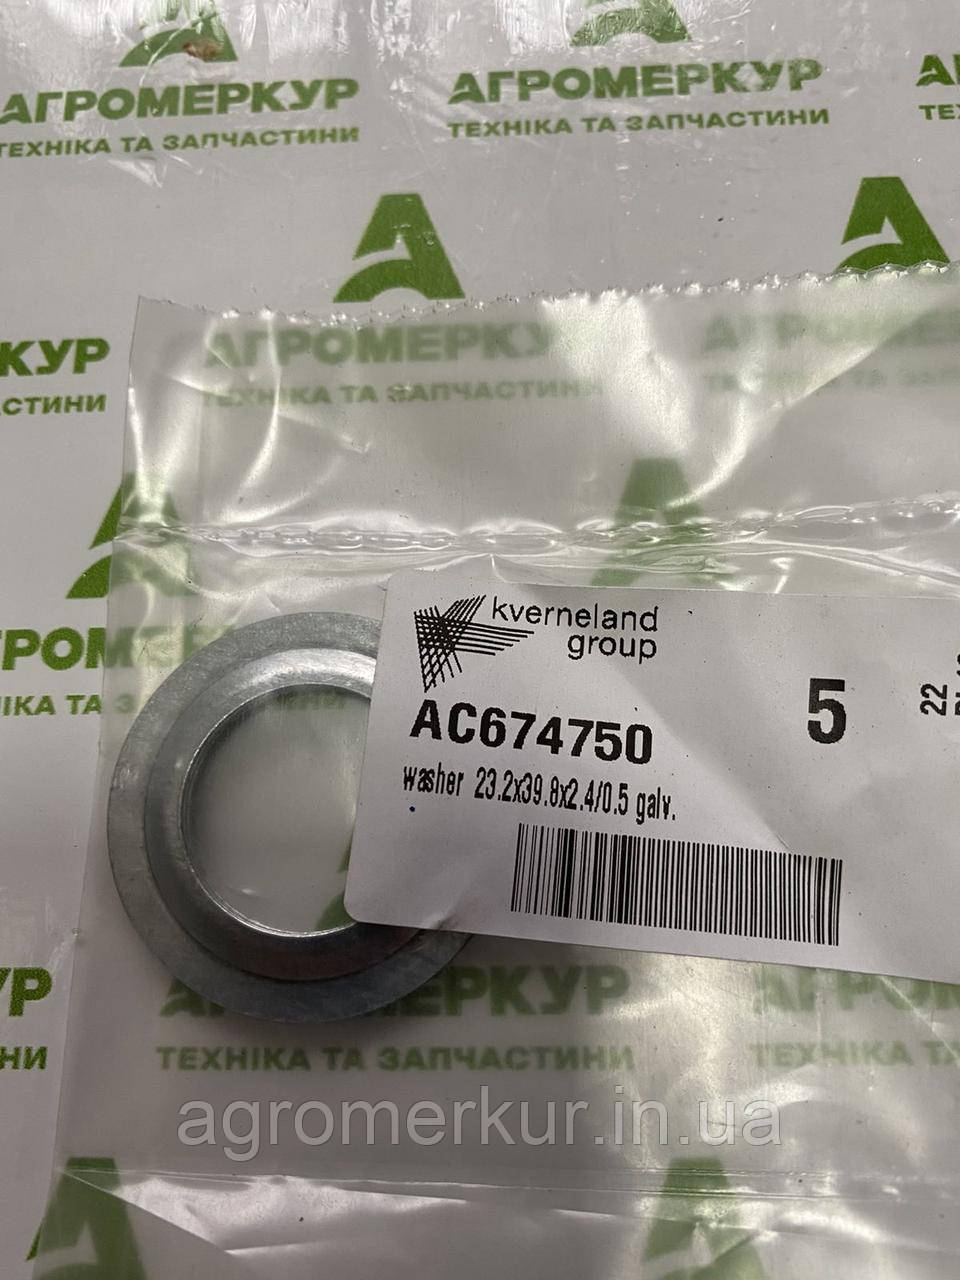 АГРОМЕРКУР
ТЕХНІКА ТА ЗАПЧАСТИНИ
АГРОМЕРКУР
ТЕХНІКА ТА ЗАПЧАСТИНИ
КУР
АГРОМЕРКУР
ТЕХНІКА ТА ЗАПЧАСТИНИ
kverneland
group
AC674750
5
22
washer 23.2x39.8x2.4/0.5 galv.
АГРОМЕРКУР
ТЕХНІКА ТА ЗАПЧАСТИНИ
agromerkur.in.ua